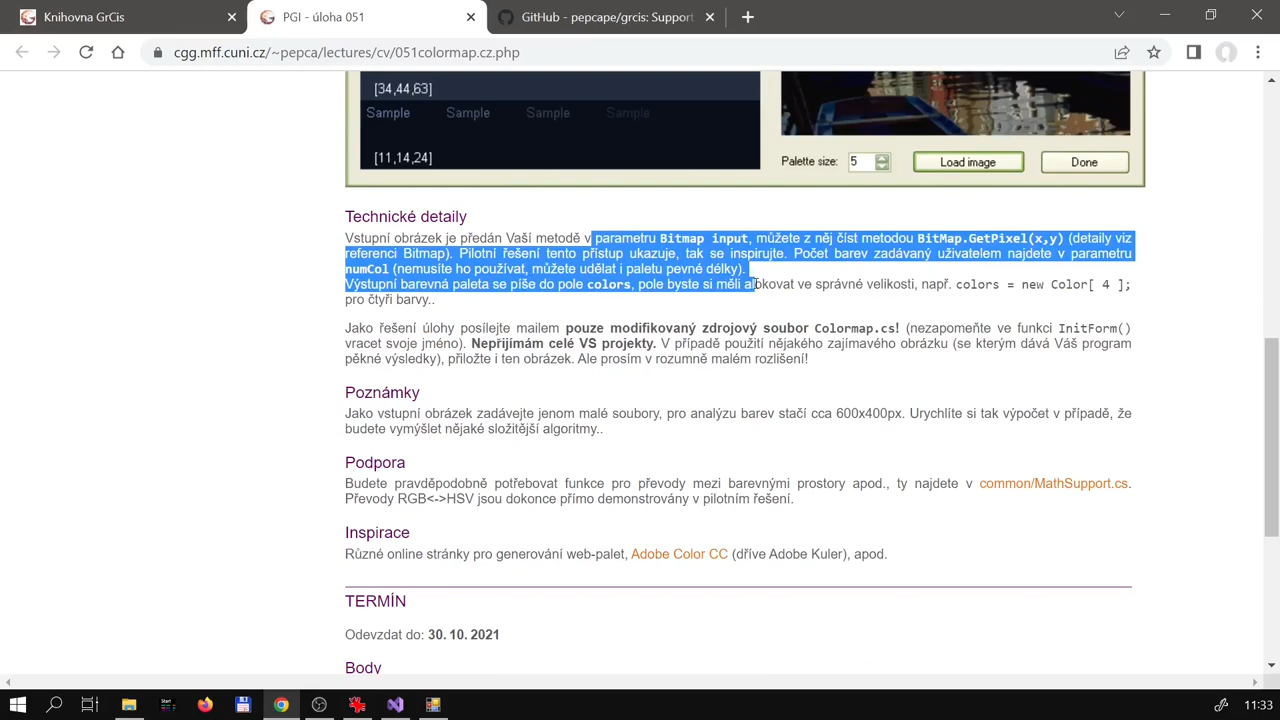 Knihovna GrCis
PGI - úloha 051
GitHub - pepcape/grcis: Support
cgg.mff.cuni.cz/~pepca/lectures/cv/051colormap.cz.php
[34,44,63]
Sample Sample Sample Sample
[11,14,24]
Palette size: 5 Load image Done
Technické detaily
Vstupní obrázek je předán Vaší metodě v parametru Bitmap input, můžete z něj číst metodou BitMap.GetPixel(x,y) (detaily viz
referenci Bitmap). Pilotní řešení tento přístup ukazuje, tak se inspirujte. Počet barev zadávaný uživatelem najdete v parametru
numCol (nemusíte ho používat, můžete udělat i paletu pevné délky).
Výstupní barevná paleta se píše do pole colors, pole byste si měli alokovat ve správné velikosti, např. colors = new Color[ 4 ];
pro čtyři barvy..
Jako řešení úlohy posílejte mailem pouze modifikovaný zdrojový soubor Colormap.cs! (nezapomeňte ve funkci InitForm()
vracet svoje jméno). Nepřijímám celé VS projekty. V případě použití nějakého zajímavého obrázku (se kterým dává Váš program
pěkné výsledky), přiložte i ten obrázek. Ale prosím v rozumně malém rozlišení!
Poznámky
Jako vstupní obrázek zadávejte jenom malé soubory, pro analýzu barev stačí cca 600x400px. Urychlíte si tak výpočet v případě, že
budete vymýšlet nějaké složitější algoritmy..
Podpora
Budete pravděpodobně potřebovat funkce pro převody mezi barevnými prostory apod., ty najdete v common/MathSupport.cs.
Převody RGB<->HSV jsou dokonce přímo demonstrovány v pilotním řešení.
Inspirace
Různé online stránky pro generování web-palet, Adobe Color CC (dříve Adobe Kuler), apod.
TERMÍN
Odevzdat do: 30. 10. 2021
Body
11:33